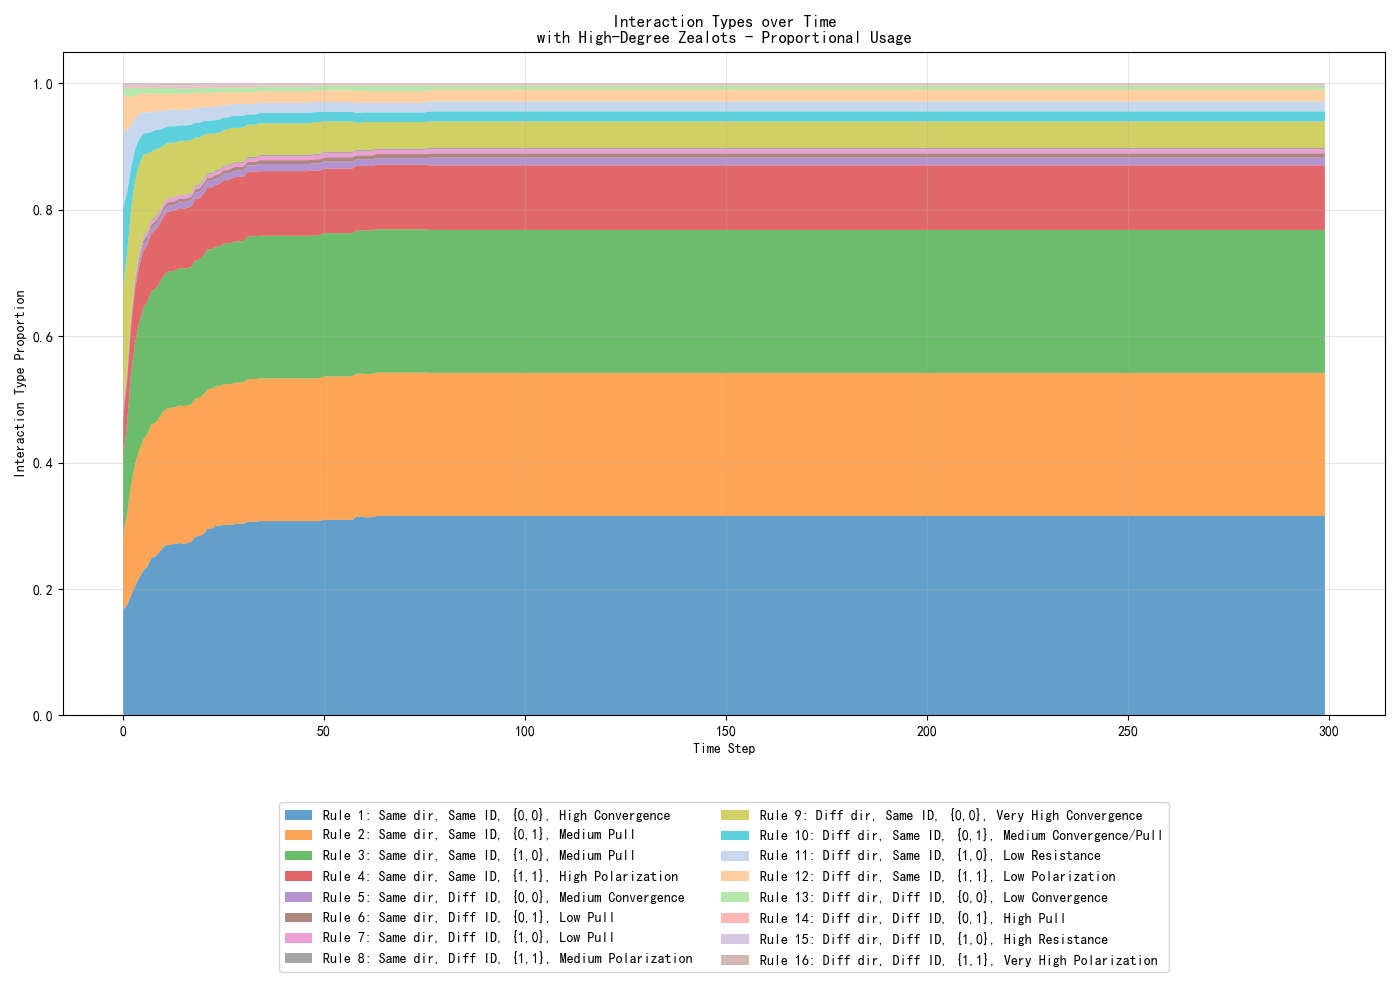 Interaction Types over Time
with High-Degree Zealots - Proportional Usage
Interaction Type Proportion
1.0
0.8
0.6
0.4
0.2
0.0
0
50
100
150
200
250
300
Time Step
Rule 1: Same dir, Same ID, {0,0}, High Convergence
Rule 2: Same dir, Same ID, {0,1}, Medium Pull
Rule 3: Same dir, Same ID, {1,0}, Medium Pull
Rule 4: Same dir, Same ID, {1,1}, High Polarization
Rule 5: Same dir, Diff ID, {0,0}, Medium Convergence
Rule 6: Same dir, Diff ID, {0,1}, Low Pull
Rule 7: Same dir, Diff ID, {1,0}, Low Pull
Rule 8: Same dir, Diff ID, {1,1}, Medium Polarization
Rule 9: Diff dir, Same ID, {0,0}, Very High Convergence
Rule 10: Diff dir, Same ID, {0,1}, Medium Convergence/Pull
Rule 11: Diff dir, Same ID, {1,0}, Low Resistance
Rule 12: Diff dir, Same ID, {1,1}, Low Polarization
Rule 13: Diff dir, Diff ID, {0,0}, Low Convergence
Rule 14: Diff dir, Diff ID, {0,1}, High Pull
Rule 15: Diff dir, Diff ID, {1,0}, High Resistance
Rule 16: Diff dir, Diff ID, {1,1}, Very High Polarization